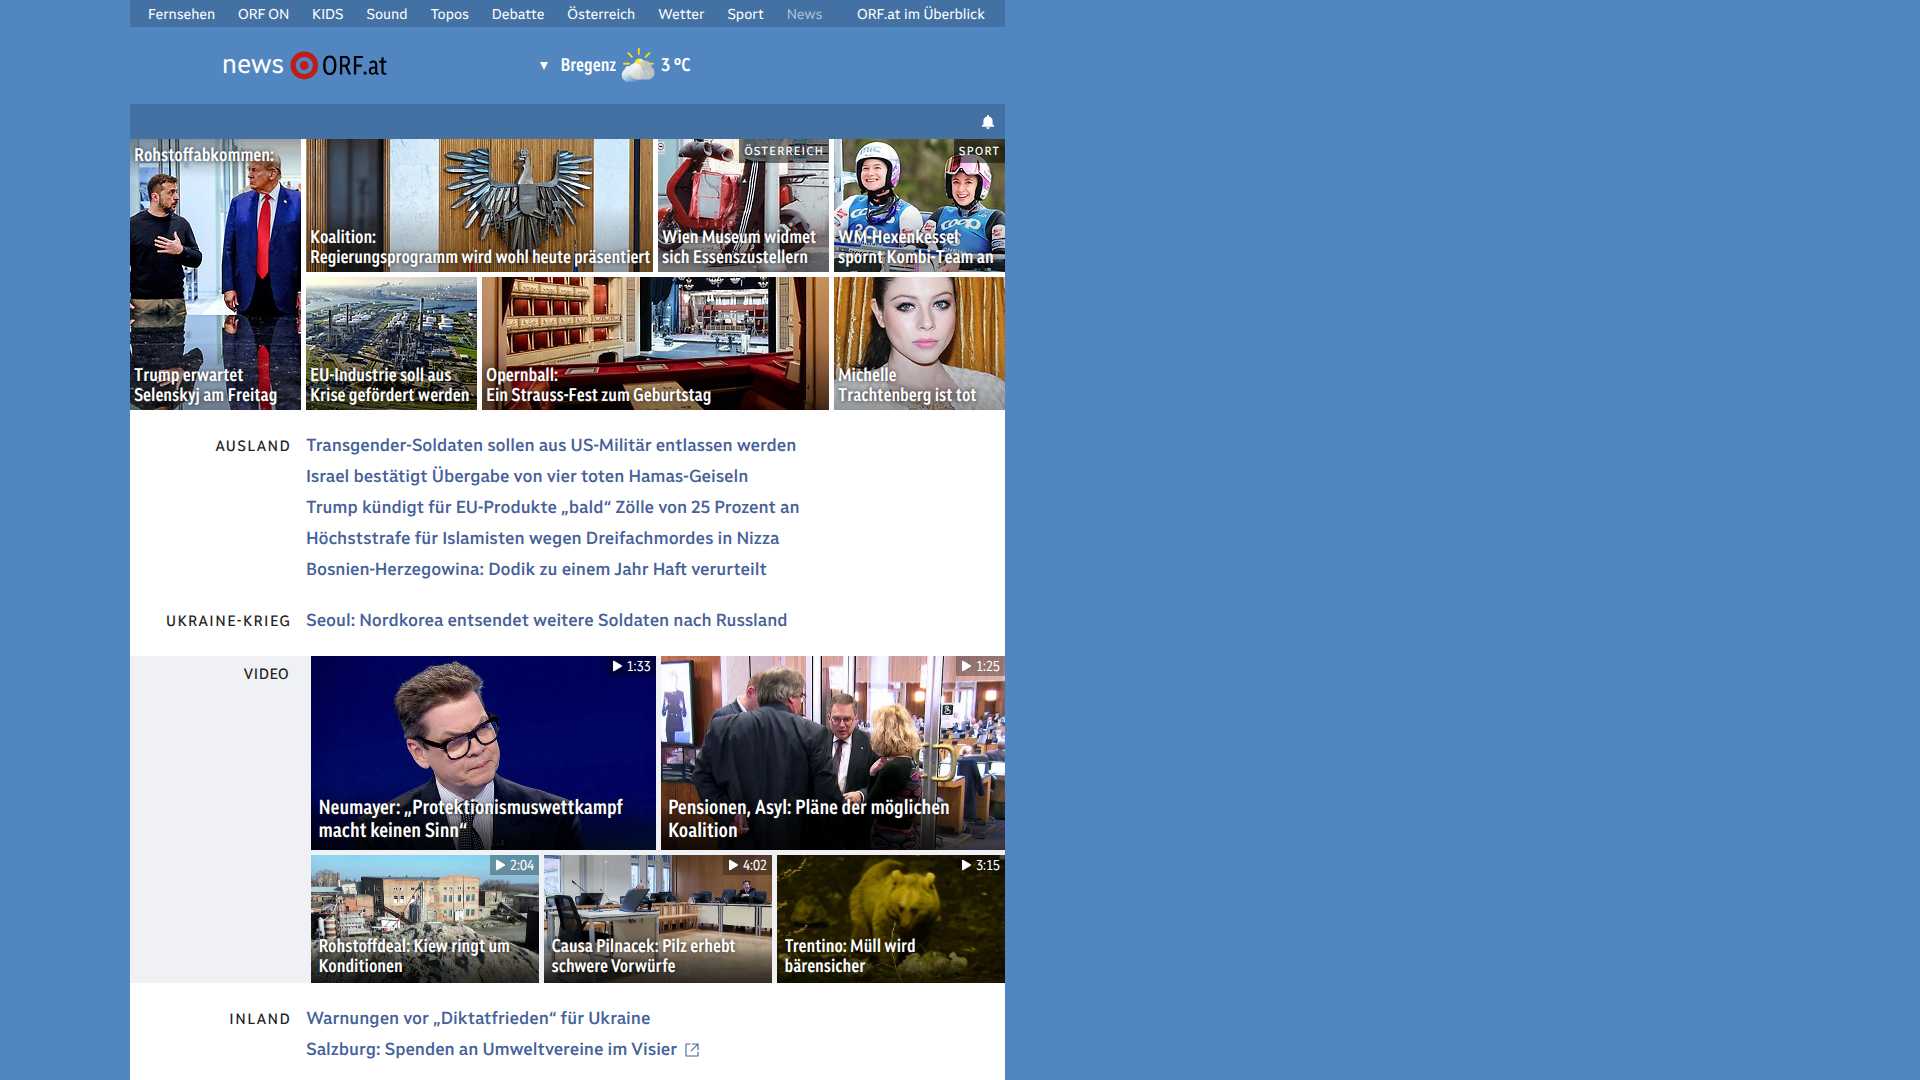 Fernsehen ORF ON KIDS Sound Topos Debatte Österreich Wetter Sport News ORF.at im Überblick
news ORF.at
Bregenz 3 °C
Rohstoffabkommen:
Trump erwartet
Selenskyj am Freitag
Koalition:
Regierungsprogramm wird wohl heute präsentiert
ÖSTERREICH
Wien Museum widmet
sich Essenszustellern
SPORT
WM-Hexenkessel
spornt Kombi-Team an
EU-Industrie soll aus
Krise gefördert werden
Opernball:
Ein Strauss-Fest zum Geburtstag
Michelle
Trachtenberg ist tot
AUSLAND
Transgender-Soldaten sollen aus US-Militär entlassen werden
Israel bestätigt Übergabe von vier toten Hamas-Geiseln
Trump kündigt für EU-Produkte „bald“ Zölle von 25 Prozent an
Höchststrafe für Islamisten wegen Dreifachmordes in Nizza
Bosnien-Herzegowina: Dodik zu einem Jahr Haft verurteilt
UKRAINE-KRIEG
Seoul: Nordkorea entsendet weitere Soldaten nach Russland
VIDEO
1:33
Neumayer: „Protektionismuswettkampf
macht keinen Sinn“
1:25
Pensionen, Asyl: Pläne der möglichen
Koalition
2:04
Rohstoffdeal: Kiew ringt um
Konditionen
4:02
Causa Pilnacek: Pilz erhebt
schwere Vorwürfe
3:15
Trentino: Müll wird
bärensicher
INLAND
Warnungen vor „Diktatfrieden“ für Ukraine
Salzburg: Spenden an Umweltvereine im Visier